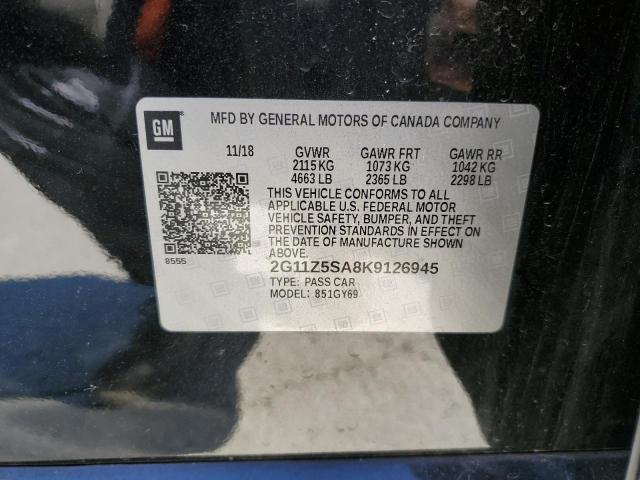 GM
MFD BY GENERAL MOTORS OF CANADA COMPANY
11/18 GVWR GAWR FRT GAWR RR
2115 KG 1073 KG 1042 KG
4663 LB 2365 LB 2298 LB
THIS VEHICLE CONFORMS TO ALL
APPLICABLE U.S. FEDERAL MOTOR
VEHICLE SAFETY, BUMPER, AND THEFT
PREVENTION STANDARDS IN EFFECT ON
THE DATE OF MANUFACTURE SHOWN
ABOVE.
8555
2G11Z5SA8K9126945
TYPE: PASS CAR
MODEL: 851GY69